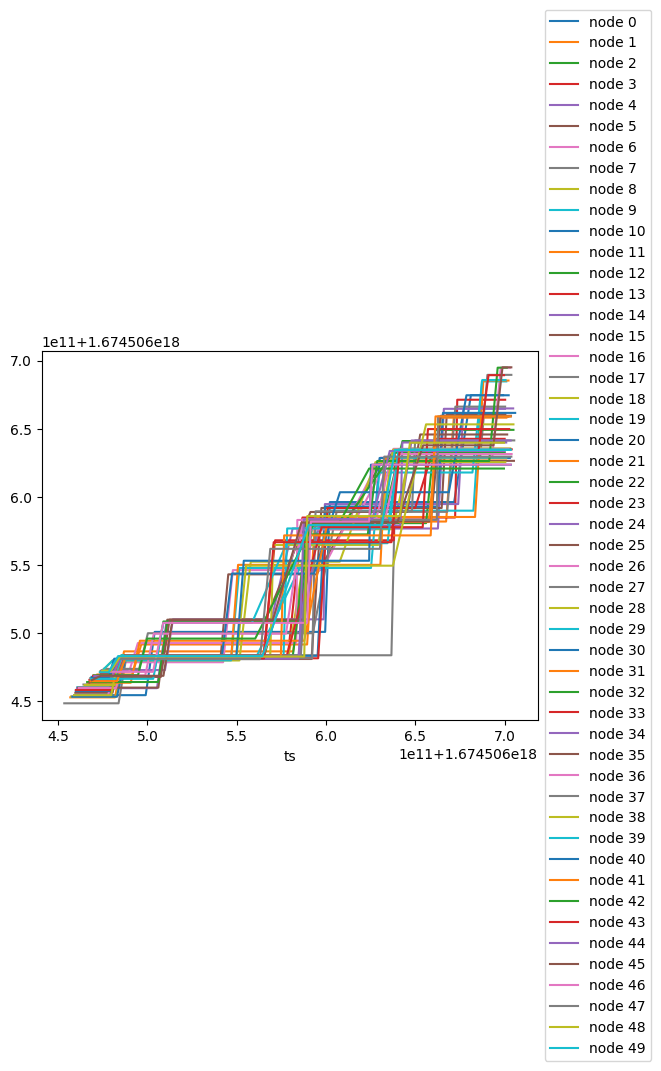 node 0
node 1
node 2
node 3
node 4
node 5
node 6
node 7
node 8
node 9
node 10
node 11
node 12
node 13
node 14
node 15
node 16
node 17
node 18
node 19
node 20
node 21
node 22
node 23
node 24
node 25
node 26
node 27
node 28
node 29
node 30
node 31
node 32
node 33
node 34
node 35
node 36
node 37
node 38
node 39
node 40
node 41
node 42
node 43
node 44
node 45
node 46
node 47
node 48
node 49
1e11+1.674506e18
7.0
6.5
6.0
5.5
5.0
4.5
4.5 5.0 5.5 6.0 6.5 7.0
1e11+1.674506e18
ts